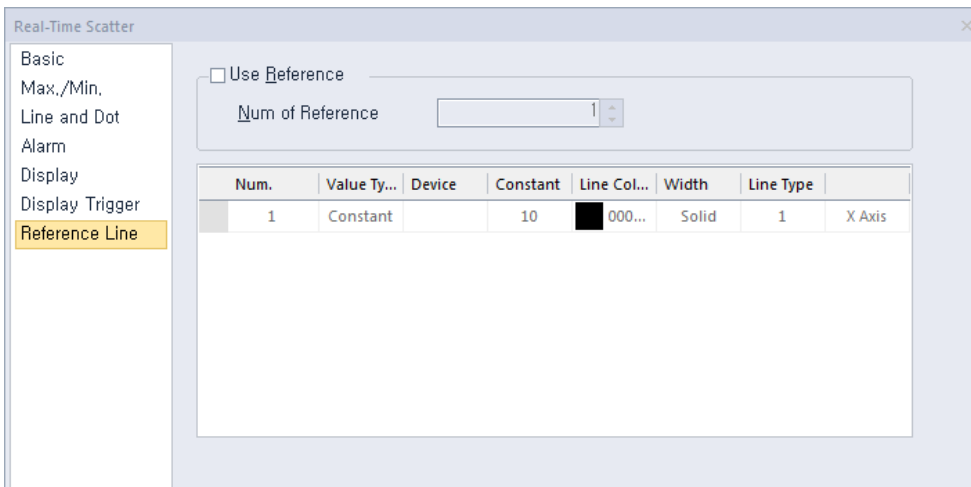 Real-Time Scatter
Basic
Max./Min.
Line and Dot
Alarm
Display
Display Trigger
Reference Line
Use Reference
Num of Reference 1
Num. Value Ty... Device Constant Line Col... Width Line Type
1 Constant 10 000... Solid 1 X Axis